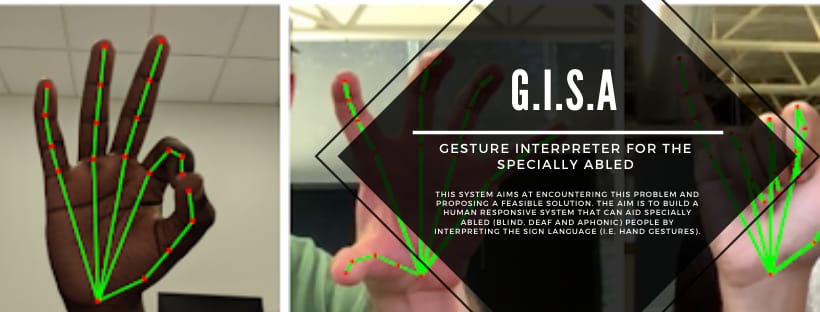 G.I.S.A
GESTURE INTERPRETER FOR THE
SPECIALLY ABLED
THIS SYSTEM AIMS AT ENCOUNTERING THIS PROBLEM AND
PROPOSING A FEASIBLE SOLUTION. THE AIM IS TO BUILD A
HUMAN RESPONSIVE SYSTEM THAT CAN AID SPECIALLY
ABLED (BLIND, DEAF AND APHONIC) PEOPLE BY
INTERPRETING THE SIGN LANGUAGE (I.E. HAND GESTURES).